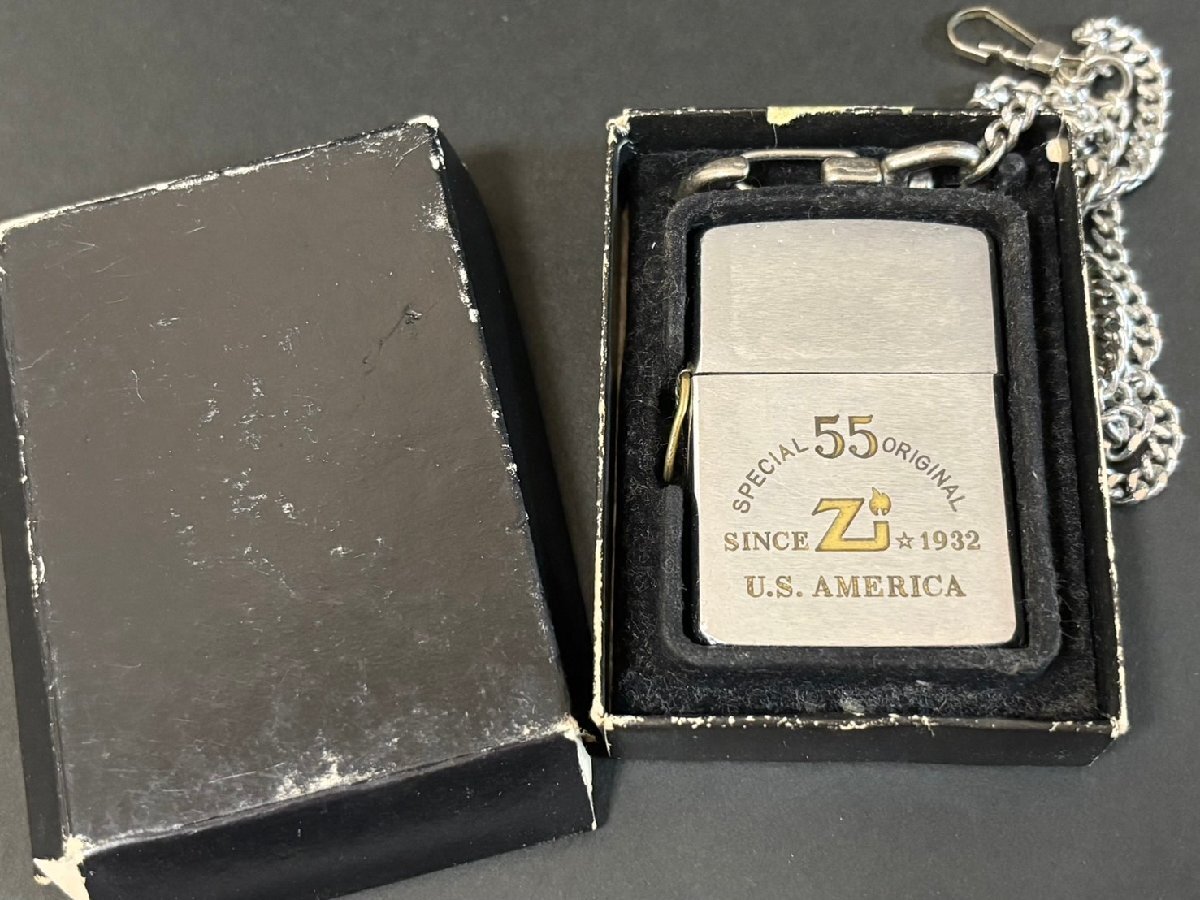 SPECIAL 55 ORIGINAL
SINCE Zi ☆ 1932
U.S. AMERICA